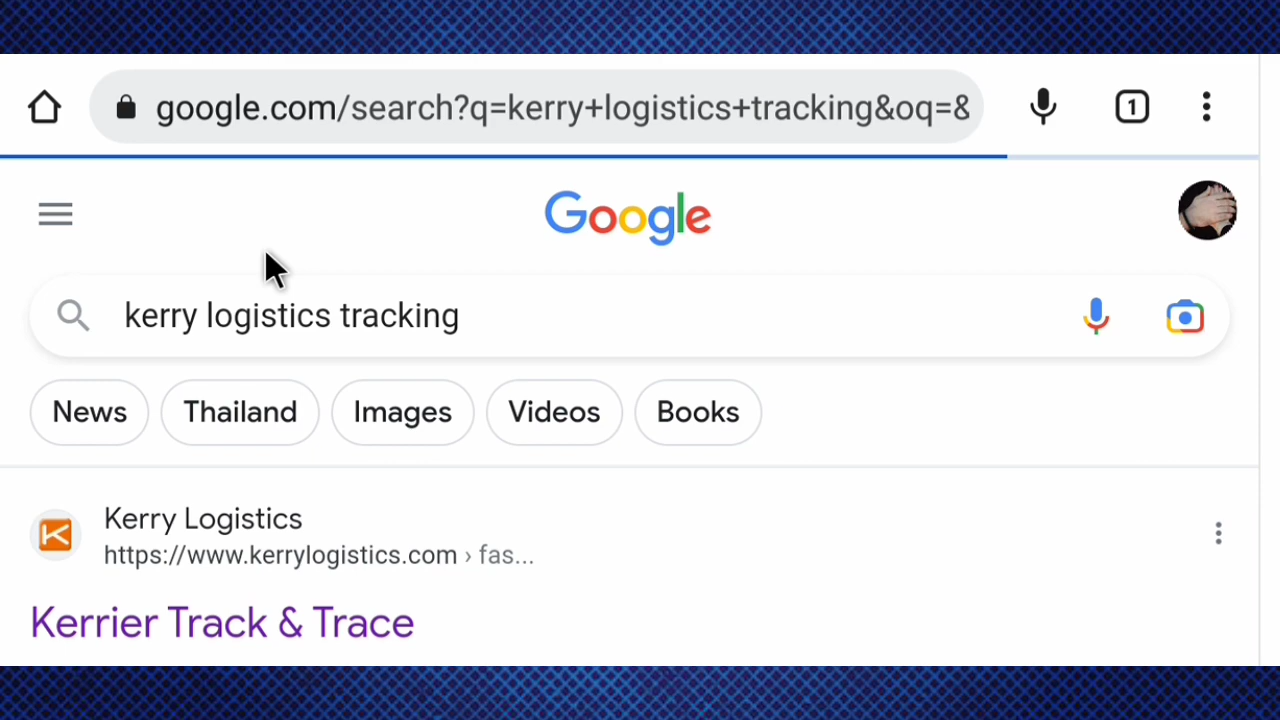 google.com/search?q=kerry+logistics+tracking&oq=&
1
Google
kerry logistics tracking
News Thailand Images Videos Books
Kerry Logistics
https://www.kerrylogistics.com › fas...
Kerrier Track & Trace